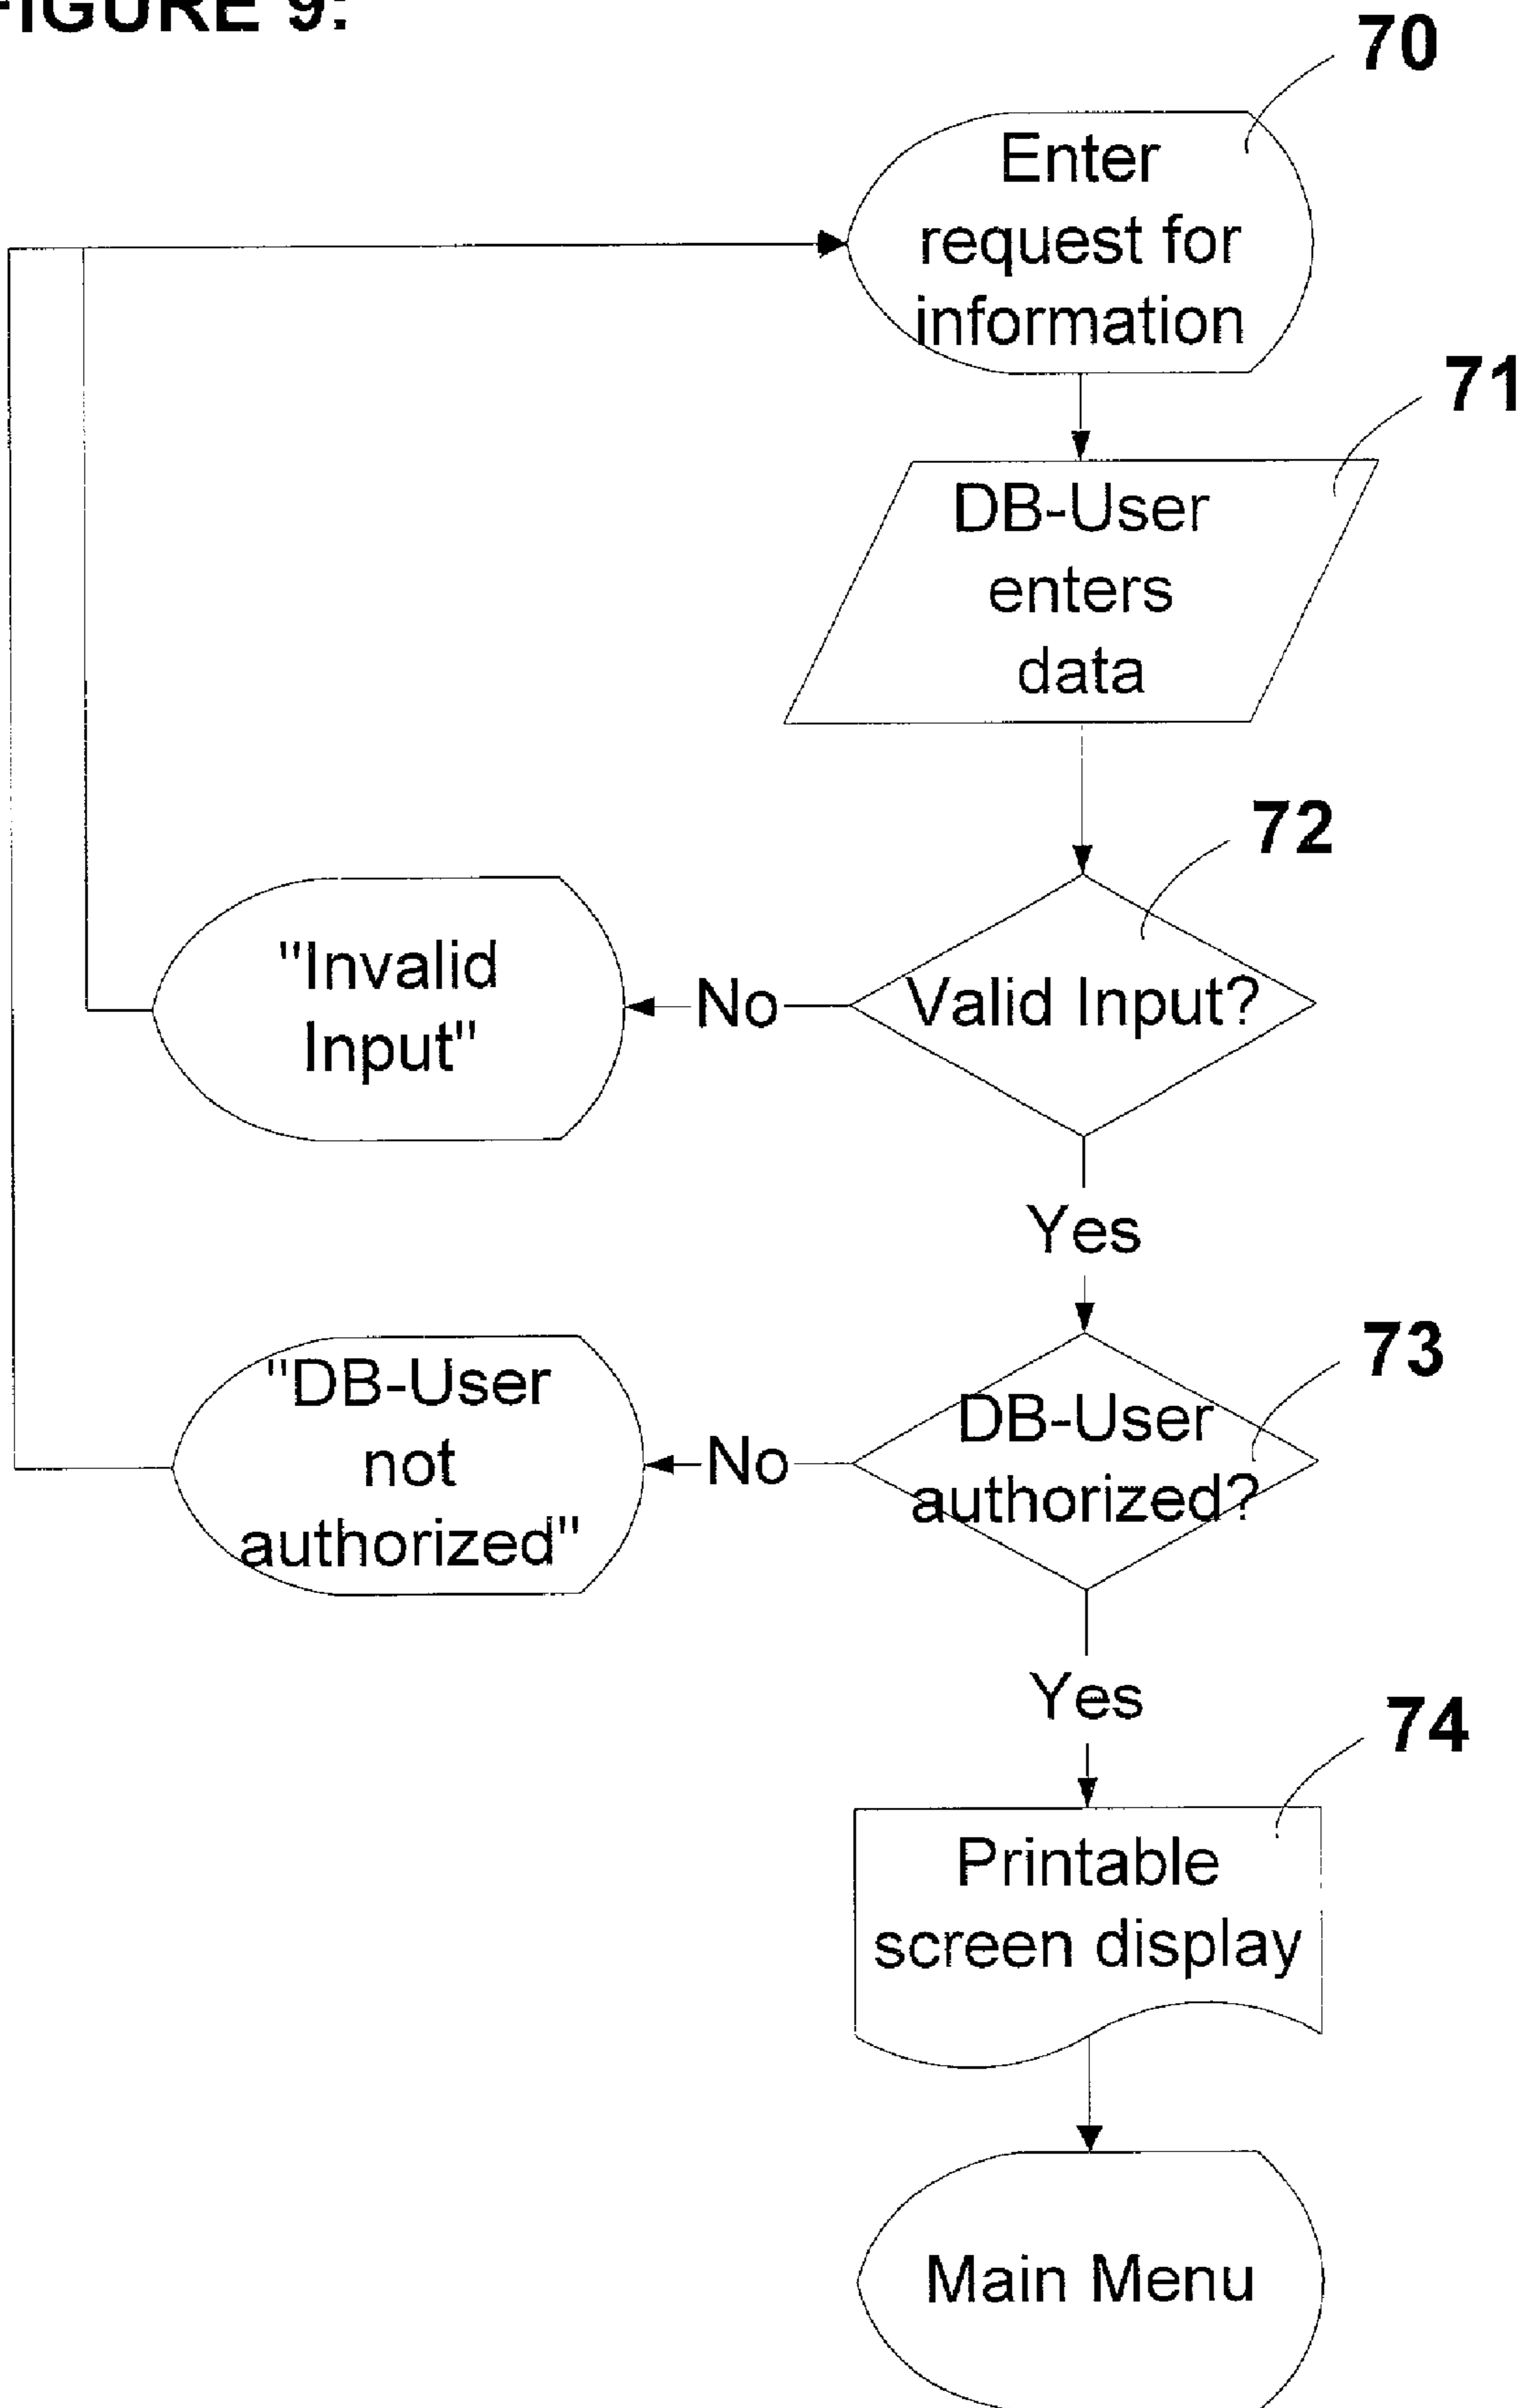 FIGURE 9:
70
Enter
request for
information
71
DB-User
enters
data
72
"Invalid
Input"
No
Valid Input?
Yes
73
"DB-User
not
authorized"
No
DB-User
authorized?
Yes
74
Printable
screen display
Main Menu